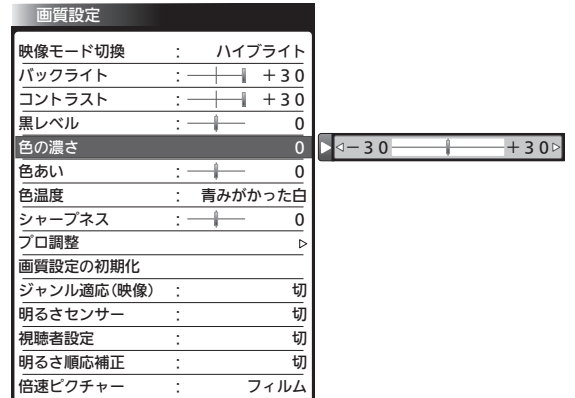 画質設定
映像モード切換 : ハイブライト
バックライト : +30
コントラスト : +30
黒レベル : 0
色の濃さ 0 −30 +30
色あい : 0
色温度 : 青みがかった白
シャープネス : 0
プロ調整
画質設定の初期化
ジャンル適応(映像) : 切
明るさセンサー : 切
視聴者設定 : 切
明るさ順応補正 : 切
倍速ピクチャー : フィルム